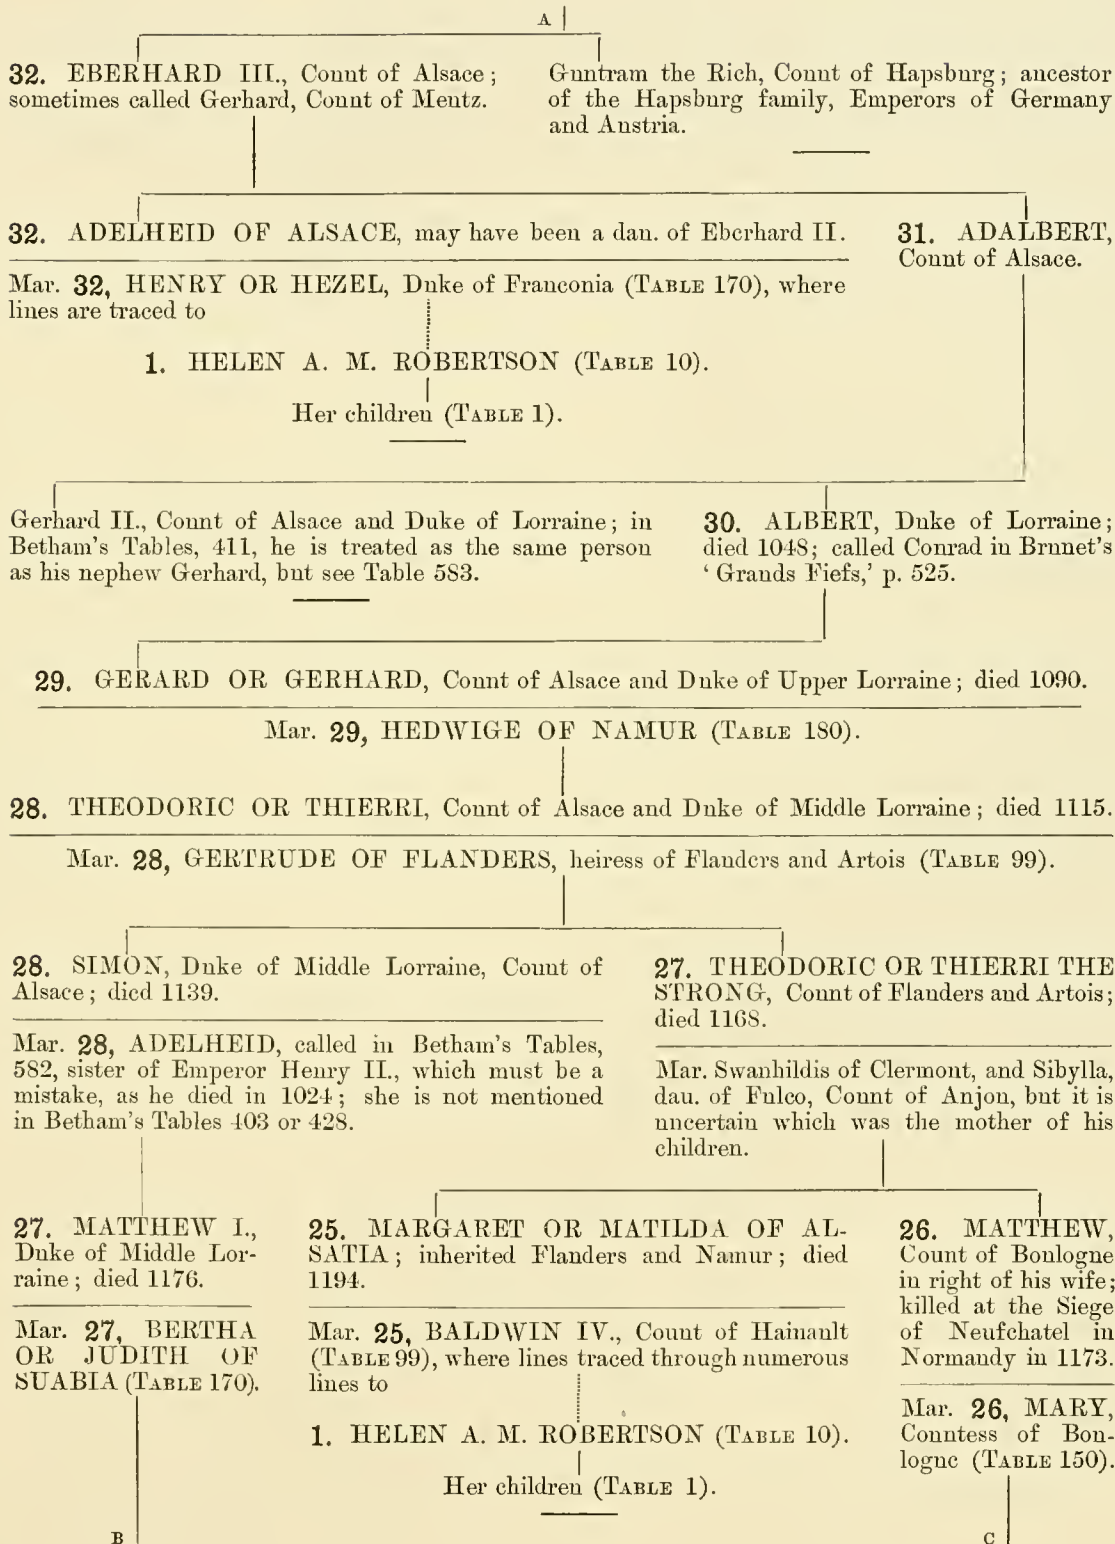 A
32. EBERHARD III., Count of Alsace;
sometimes called Gerhard, Count of Mentz.
Guntram the Rich, Count of Hapsburg; ancestor
of the Hapsburg family, Emperors of Germany
and Austria.
32. ADELHEID OF ALSACE, may have been a dau. of Eberhard II.
Mar. 32, HENRY OR HEZEL, Duke of Franconia (TABLE 170), where
lines are traced to
1. HELEN A. M. ROBERTSON (TABLE 10).
Her children (TABLE 1).
31. ADALBERT,
Count of Alsace.
Gerhard II., Count of Alsace and Duke of Lorraine; in
Betham's Tables, 411, he is treated as the same person
as his nephew Gerhard, but see Table 583.
30. ALBERT, Duke of Lorraine;
died 1048; called Conrad in Brunet's
‘Grands Fiefs,’ p. 525.
29. GERARD OR GERHARD, Count of Alsace and Duke of Upper Lorraine; died 1090.
Mar. 29, HEDWIGE OF NAMUR (TABLE 180).
28. THEODORIC OR THIERRI, Count of Alsace and Duke of Middle Lorraine; died 1115.
Mar. 28, GERTRUDE OF FLANDERS, heiress of Flanders and Artois (TABLE 99).
28. SIMON, Duke of Middle Lorraine, Count of
Alsace; died 1139.
Mar. 28, ADELHEID, called in Betham's Tables,
582, sister of Emperor Henry II., which must be a
mistake, as he died in 1024; she is not mentioned
in Betham's Tables 403 or 428.
27. THEODORIC OR THIERRI THE
STRONG, Count of Flanders and Artois;
died 1168.
Mar. Swanhildis of Clermont, and Sibylla,
dau. of Fulco, Count of Anjou, but it is
uncertain which was the mother of his
children.
27. MATTHEW I.,
Duke of Middle Lor-
raine; died 1176.
Mar. 27, BERTHA
OR JUDITH OF
SUABIA (TABLE 170).
25. MARGARET OR MATILDA OF AL-
SATIA; inherited Flanders and Namur; died
1194.
Mar. 25, BALDWIN IV., Count of Hainault
(TABLE 99), where lines traced through numerous
lines to
1. HELEN A. M. ROBERTSON (TABLE 10).
Her children (TABLE 1).
26. MATTHEW,
Count of Boulogne
in right of his wife;
killed at the Siege
of Neufchatel in
Normandy in 1173.
Mar. 26, MARY,
Countess of Bou-
logne (TABLE 150).
B
C